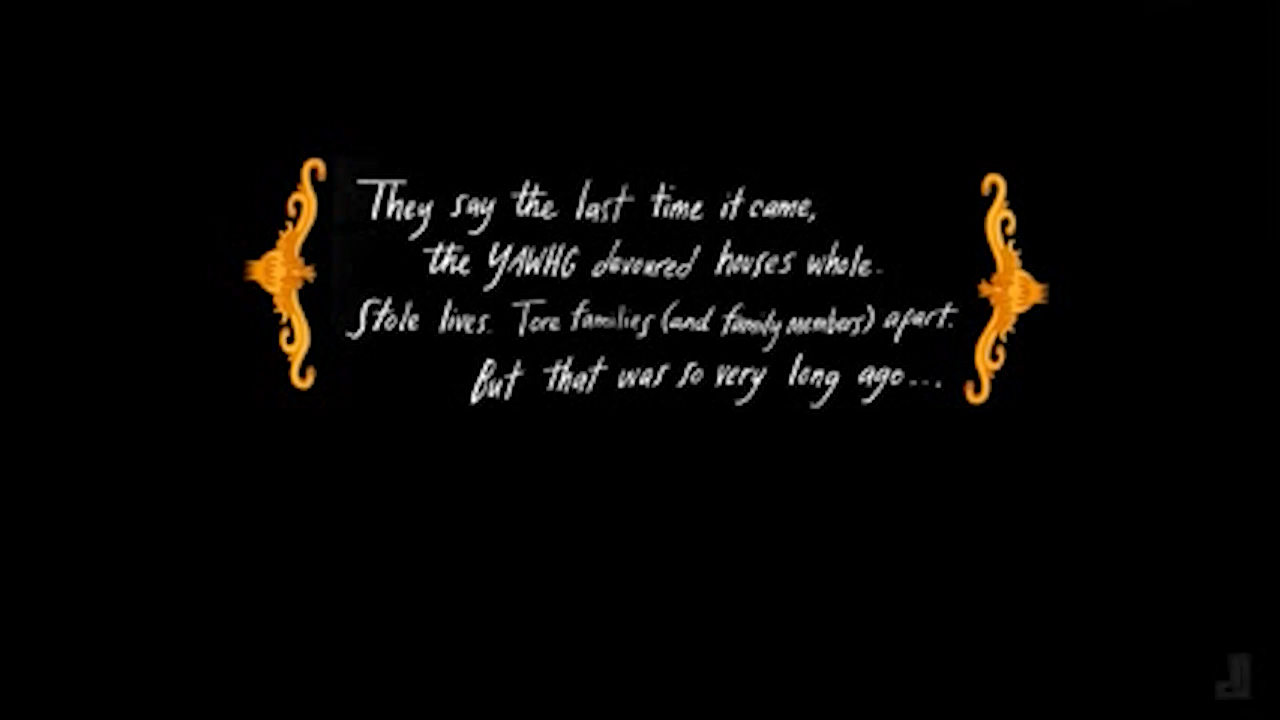 They say the last time it came,
the YAWHG devoured houses whole.
Stole lives. Tore families (and family members) apart.
But that was so very long ago...